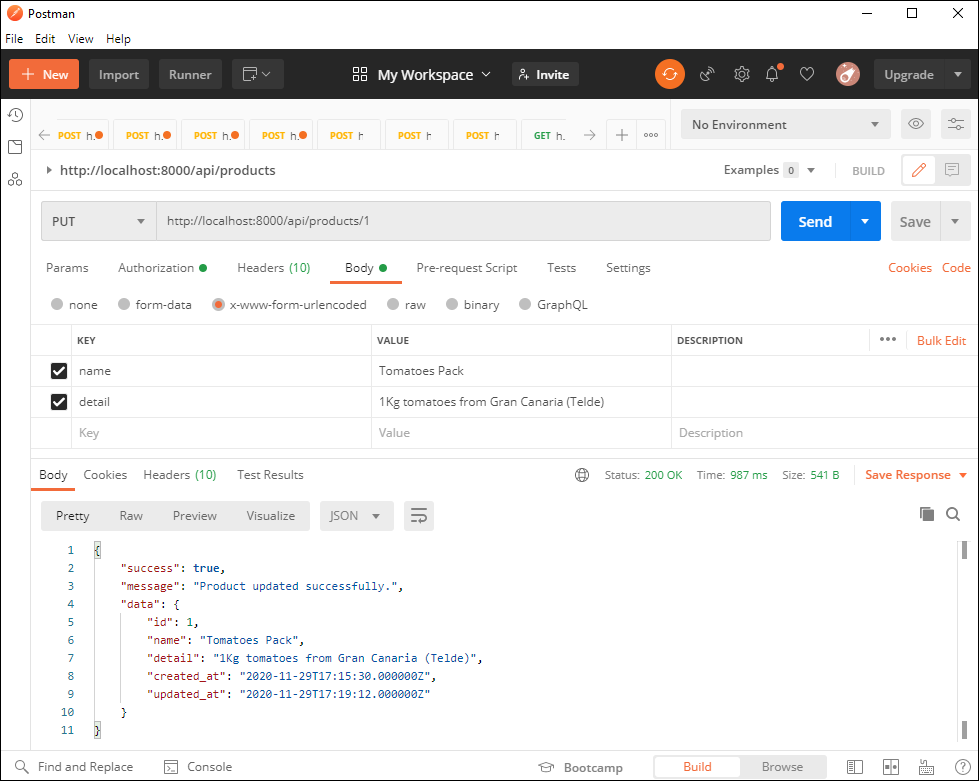 Postman
File Edit View Help
+ New Import Runner My Workspace Invite Upgrade
POST h. POST h. POST h. POST h. POST h POST h POST h GET h. + ooo No Environment
http://localhost:8000/api/products Examples 0 BUILD
PUT http://localhost:8000/api/products/1 Send Save
Params Authorization Headers (10) Body Pre-request Script Tests Settings Cookies Code
none form-data x-www-form-urlencoded raw binary GraphQL
KEY VALUE DESCRIPTION ••• Bulk Edit
name Tomatoes Pack
detail 1Kg tomatoes from Gran Canaria (Telde)
Key Value Description
Body Cookies Headers (10) Test Results Status: 200 OK Time: 987 ms Size: 541 B Save Response
Pretty Raw Preview Visualize JSON
1 {
2 "success": true,
3 "message": "Product updated successfully.",
4 "data": {
5 "id": 1,
6 "name": "Tomatoes Pack",
7 "detail": "1Kg tomatoes from Gran Canaria (Telde)",
8 "created_at": "2020-11-29T17:15:30.000000Z",
9 "updated_at": "2020-11-29T17:19:12.000000Z"
10 }
11 }
Find and Replace Console Bootcamp Build Browse